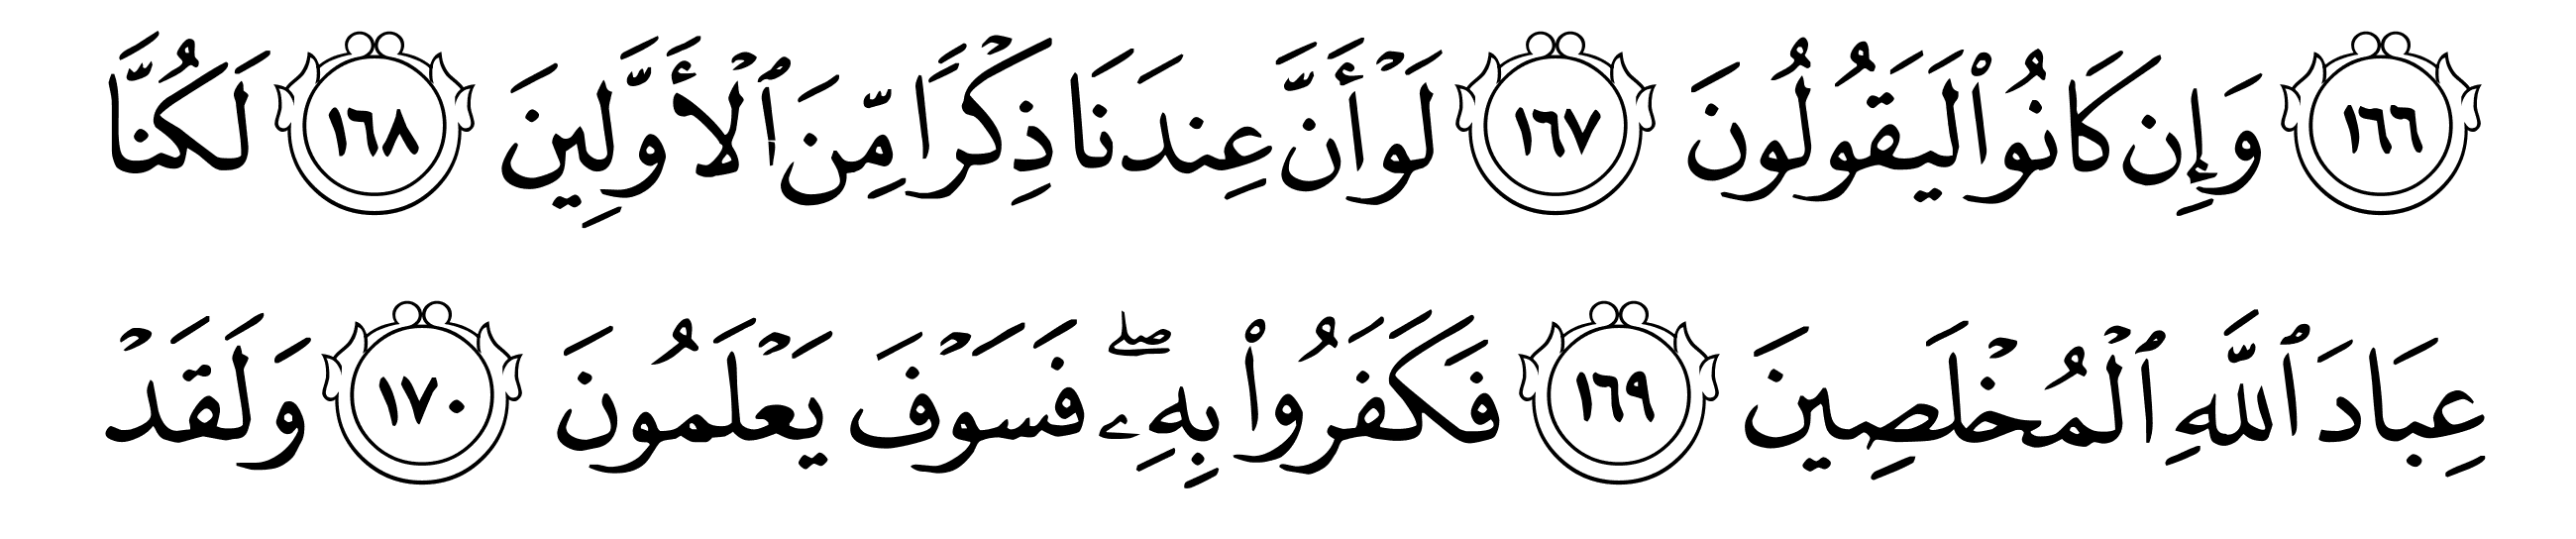 ١٦٦ وَإِن كَانُوا۟ لَيَقُولُونَ ١٦٧ لَوْ أَنَّ عِندَنَا ذِكْرًا مِّنَ ٱلْأَوَّلِينَ ١٦٨ لَكُنَّا
عِبَادَ ٱللَّهِ ٱلْمُخْلَصِينَ ١٦٩ فَكَفَرُوا۟ بِهِۦ ۖ فَسَوْفَ يَعْلَمُونَ ١٧٠ وَلَقَدْ